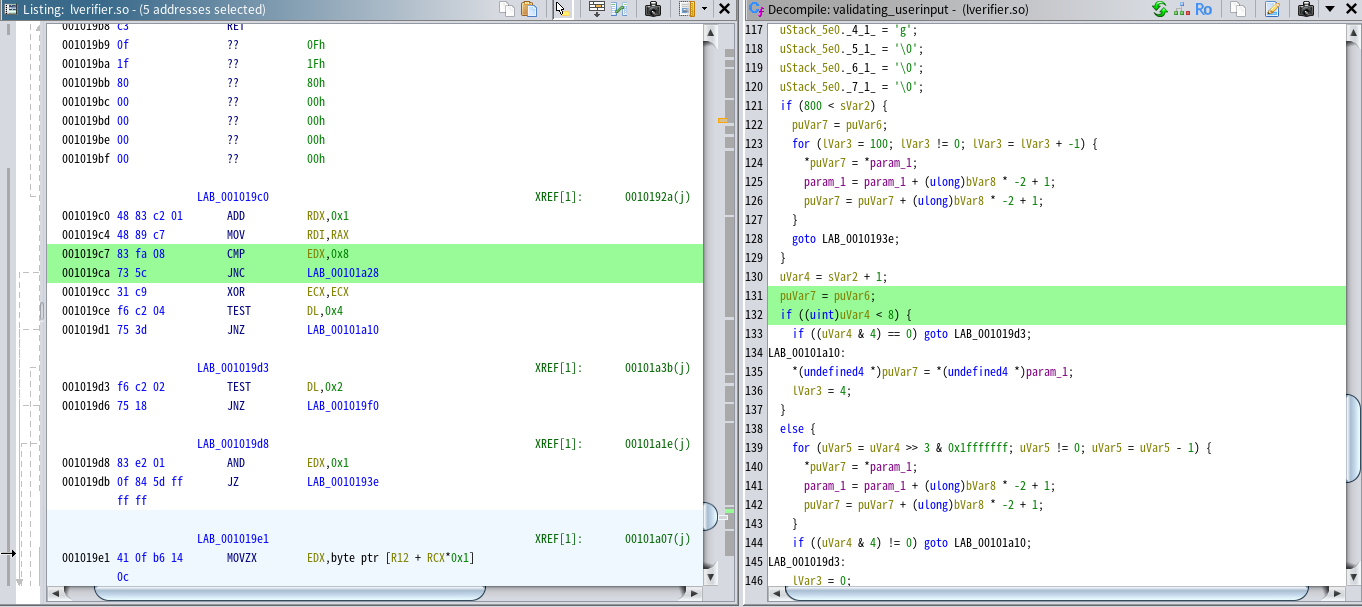 Listing: lverifier.so - (5 addresses selected)
001019b8 c3 RET
001019b9 0f ?? 0Fh
001019ba 1f ?? 1Fh
001019bb 80 ?? 80h
001019bc 00 ?? 00h
001019bd 00 ?? 00h
001019be 00 ?? 00h
001019bf 00 ?? 00h
LAB_001019c0 XREF[1]: 0010192a(j)
001019c0 48 83 c2 01 ADD RDX,0x1
001019c4 48 89 c7 MOV RDI,RAX
001019c7 83 fa 08 CMP EDX,0x8
001019ca 73 5c JNC LAB_00101a28
001019cc 31 c9 XOR ECX,ECX
001019ce f6 c2 04 TEST DL,0x4
001019d1 75 3d JNZ LAB_00101a10
LAB_001019d3 XREF[1]: 00101a3b(j)
001019d3 f6 c2 02 TEST DL,0x2
001019d6 75 18 JNZ LAB_001019f0
LAB_001019d8 XREF[1]: 00101a1e(j)
001019d8 83 e2 01 AND EDX,0x1
001019db 0f 84 5d ff JZ LAB_0010193e
ff ff
LAB_001019e1 XREF[1]: 00101a07(j)
001019e1 41 0f b6 14 MOVZX EDX,byte ptr [R12 + RCX*0x1]
0c
Decompile: validating_userinput - (lverifier.so)
Ro
117 uStack_5e0._4_1_ = 'g';
118 uStack_5e0._5_1_ = '\0';
119 uStack_5e0._6_1_ = '\0';
120 uStack_5e0._7_1_ = '\0';
121 if (800 < sVar2) {
122 puVar7 = puVar6;
123 for (lVar3 = 100; lVar3 != 0; lVar3 = lVar3 + -1) {
124 *puVar7 = *param_1;
125 param_1 = param_1 + (ulong)bVar8 * -2 + 1;
126 puVar7 = puVar7 + (ulong)bVar8 * -2 + 1;
127 }
128 goto LAB_0010193e;
129 }
130 uVar4 = sVar2 + 1;
131 puVar7 = puVar6;
132 if ((uint)uVar4 < 8) {
133 if ((uVar4 & 4) == 0) goto LAB_001019d3;
134 LAB_00101a10:
135 *(undefined4 *)puVar7 = *(undefined4 *)param_1;
136 lVar3 = 4;
137 }
138 else {
139 for (uVar5 = uVar4 >> 3 & 0x1fffffff; uVar5 != 0; uVar5 = uVar5 - 1) {
140 *puVar7 = *param_1;
141 param_1 = param_1 + (ulong)bVar8 * -2 + 1;
142 puVar7 = puVar7 + (ulong)bVar8 * -2 + 1;
143 }
144 if ((uVar4 & 4) != 0) goto LAB_00101a10;
145 LAB_001019d3:
146 lVar3 = 0;